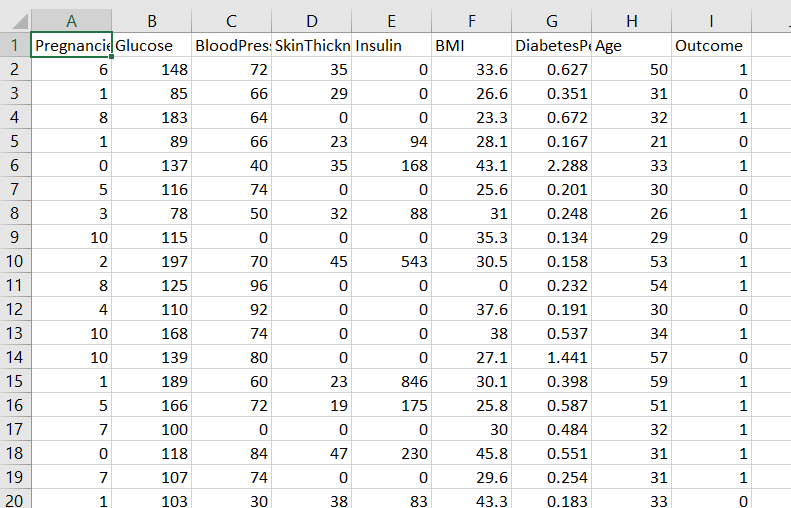 A B C D E F G H I
1 Pregnancie Glucose BloodPres SkinThickn Insulin BMI DiabetesPe Age Outcome
2 6 148 72 35 0 33.6 0.627 50 1
3 1 85 66 29 0 26.6 0.351 31 0
4 8 183 64 0 0 23.3 0.672 32 1
5 1 89 66 23 94 28.1 0.167 21 0
6 0 137 40 35 168 43.1 2.288 33 1
7 5 116 74 0 0 25.6 0.201 30 0
8 3 78 50 32 88 31 0.248 26 1
9 10 115 0 0 0 35.3 0.134 29 0
10 2 197 70 45 543 30.5 0.158 53 1
11 8 125 96 0 0 0 0.232 54 1
12 4 110 92 0 0 37.6 0.191 30 0
13 10 168 74 0 0 38 0.537 34 1
14 10 139 80 0 0 27.1 1.441 57 0
15 1 189 60 23 846 30.1 0.398 59 1
16 5 166 72 19 175 25.8 0.587 51 1
17 7 100 0 0 0 30 0.484 32 1
18 0 118 84 47 230 45.8 0.551 31 1
19 7 107 74 0 0 29.6 0.254 31 1
20 1 103 30 38 83 43.3 0.183 33 0